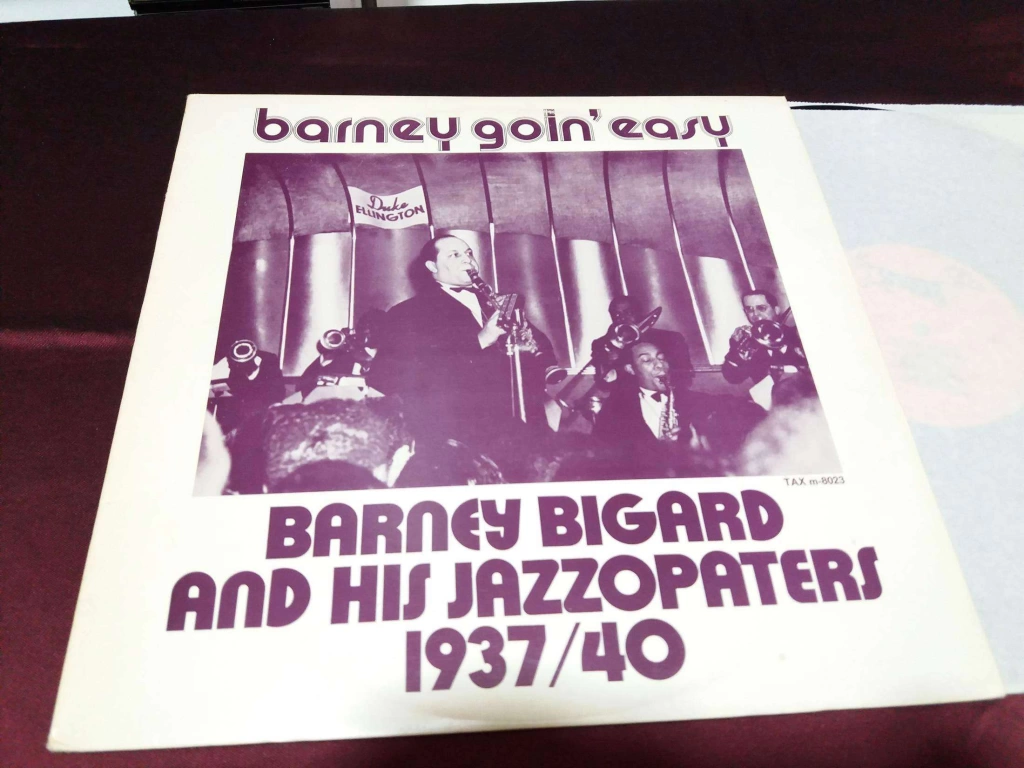 barney goin' easy
Duke
ELLINGTON
TAX m-8023
BARNEY BIGARD
AND HIS JAZZOPATERS
1937/40